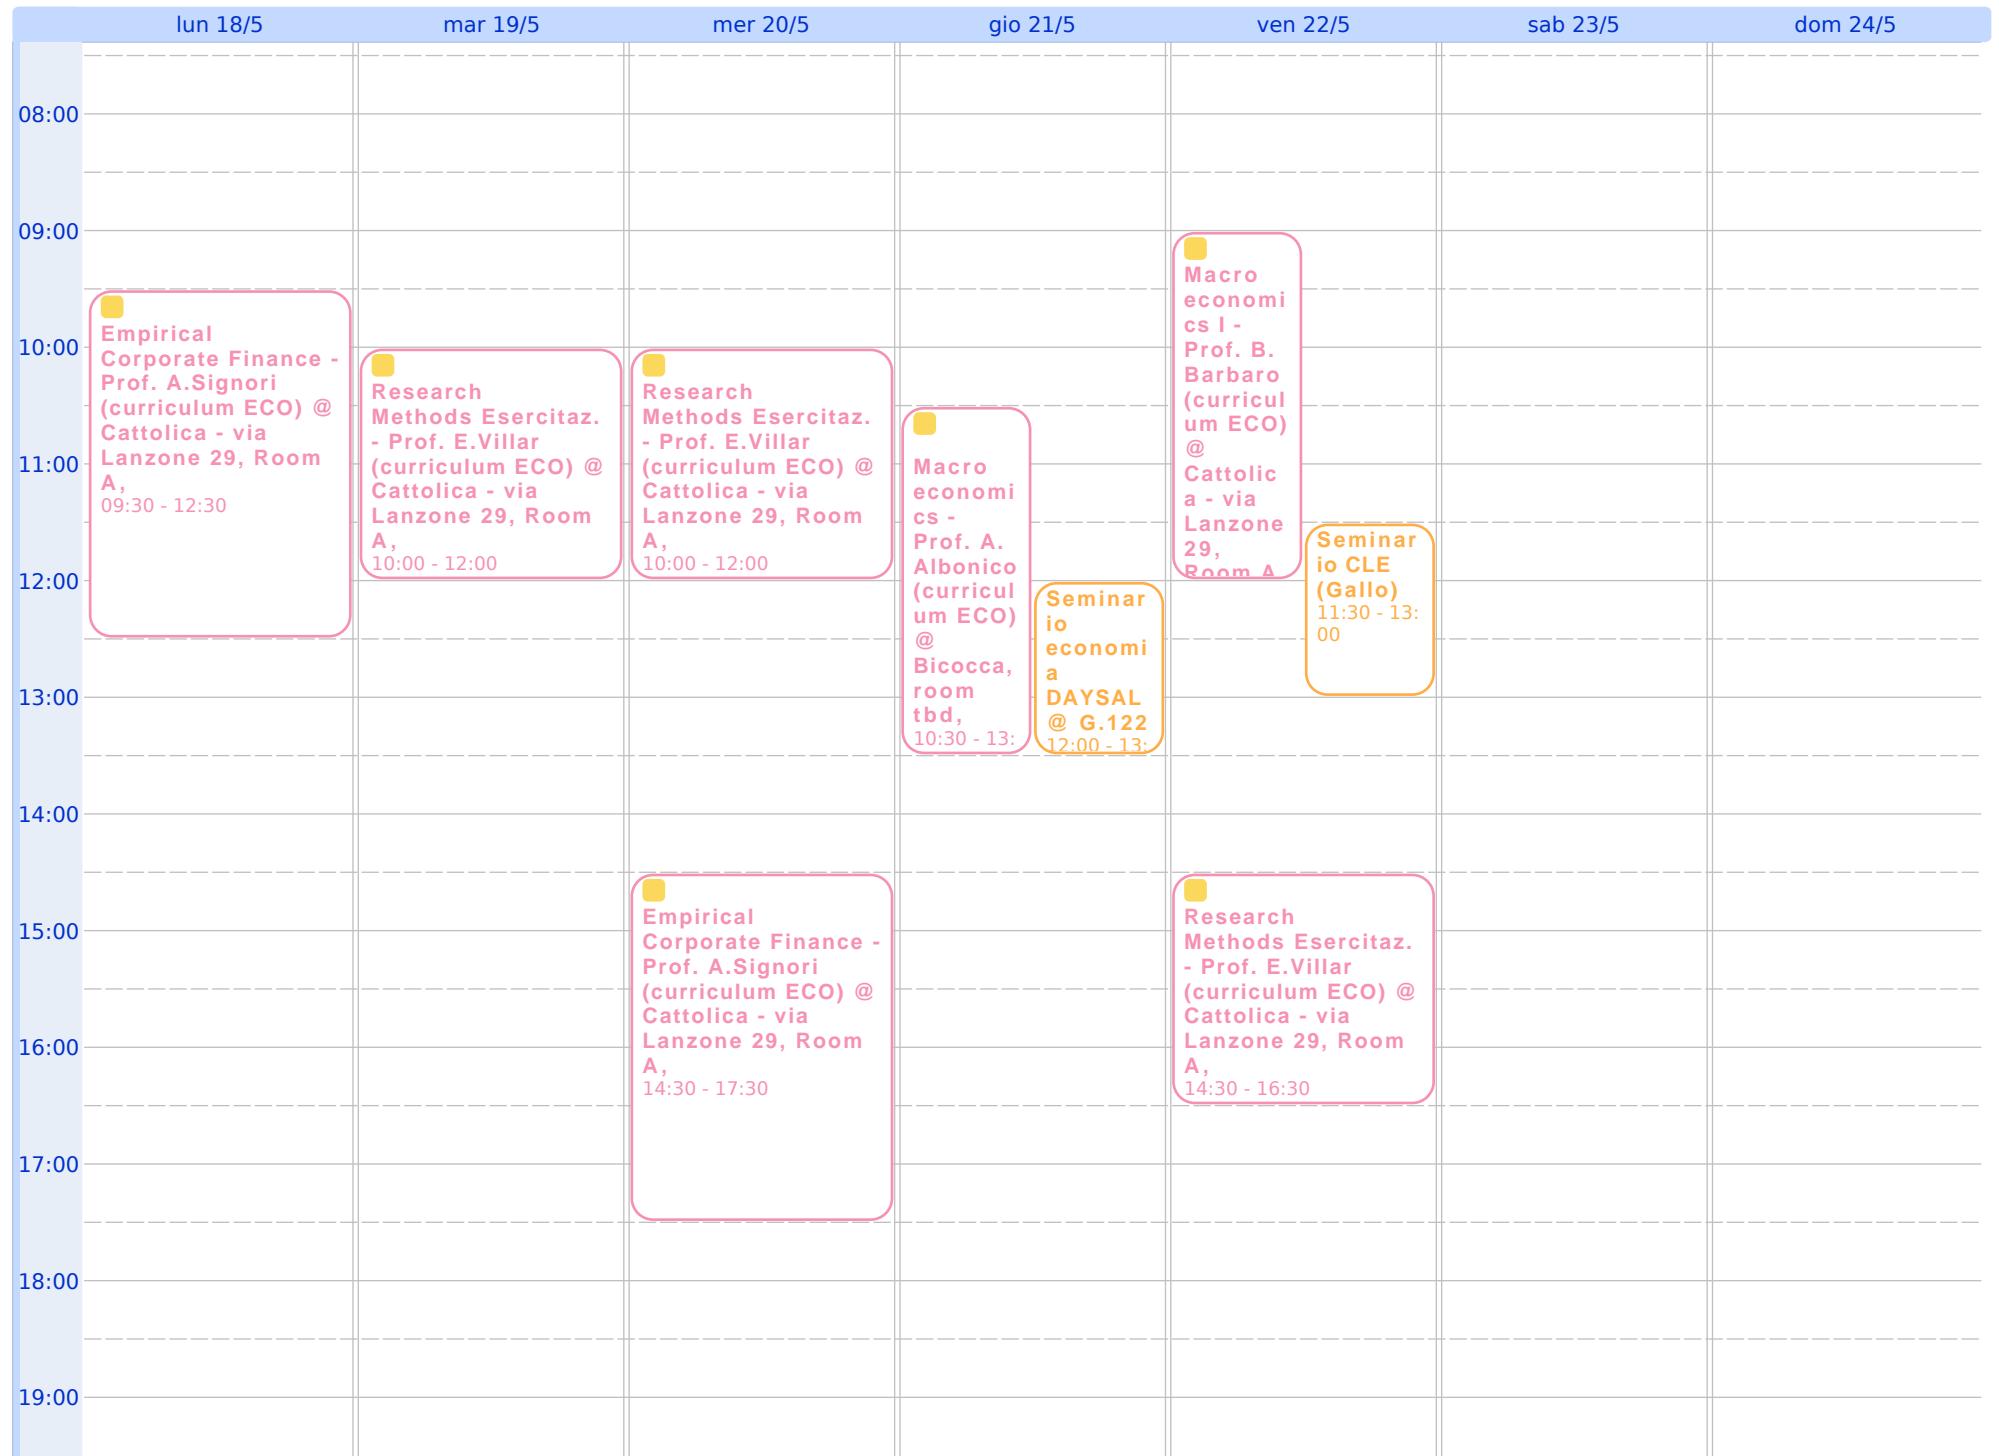 lun 18/5
mar 19/5
mer 20/5
gio 21/5
ven 22/5
sab 23/5
dom 24/5
08:00
09:00
10:00
11:00
12:00
13:00
14:00
15:00
16:00
17:00
18:00
19:00
Empirical
Corporate Finance -
Prof. A.Signori
(curriculum ECO) @
Cattolica - via
Lanzone 29, Room
A,
09:30 - 12:30
Research
Methods Esercitaz.
- Prof. E.Villar
(curriculum ECO) @
Cattolica - via
Lanzone 29, Room
A,
10:00 - 12:00
Research
Methods Esercitaz.
- Prof. E.Villar
(curriculum ECO) @
Cattolica - via
Lanzone 29, Room
A,
10:00 - 12:00
Empirical
Corporate Finance -
Prof. A.Signori
(curriculum ECO) @
Cattolica - via
Lanzone 29, Room
A,
14:30 - 17:30
Macro
economi
cs -
Prof. A.
Albonico
(curricul
um ECO)
@
Bicocca,
room
tbd,
10:30 - 13:
Seminar
io
economi
a
DAYSAL
@ G.122
12:00 - 13:
Macro
economi
cs I -
Prof. B.
Barbaro
(curricul
um ECO)
@
Cattolic
a - via
Lanzone
29,
Room A
Seminar
io CLE
(Gallo)
11:30 - 13:
00
Research
Methods Esercitaz.
- Prof. E.Villar
(curriculum ECO) @
Cattolica - via
Lanzone 29, Room
A,
14:30 - 16:30